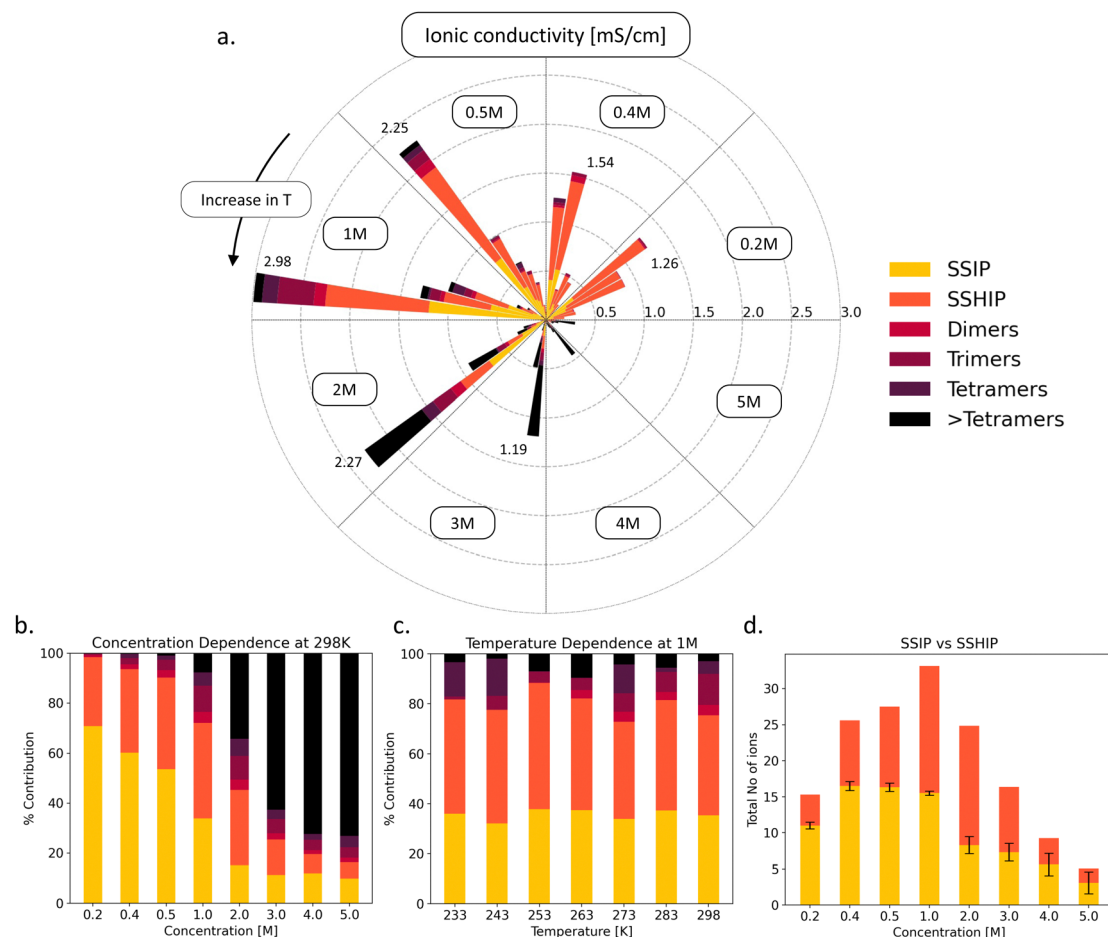 a.
Ionic conductivity [mS/cm]
0.5M
0.4M
2.25
1.54
Increase in T
1M
0.2M
2.98
1.26
0.5
1.0
1.5
2.0
2.5
3.0
2M
5M
2.27
1.19
3M
4M
SSIP
SSHIP
Dimers
Trimers
Tetramers
>Tetramers
b.
Concentration Dependence at 298K
% Contribution
100
80
60
40
20
0
0.2 0.4 0.5 1.0 2.0 3.0 4.0 5.0
Concentration [M]
c.
Temperature Dependence at 1M
% Contribution
100
80
60
40
20
0
233 243 253 263 273 283 298
Temperature [K]
d.
SSIP vs SSHIP
Total No of ions
30
25
20
15
10
5
0
0.2 0.4 0.5 1.0 2.0 3.0 4.0 5.0
Concentration [M]